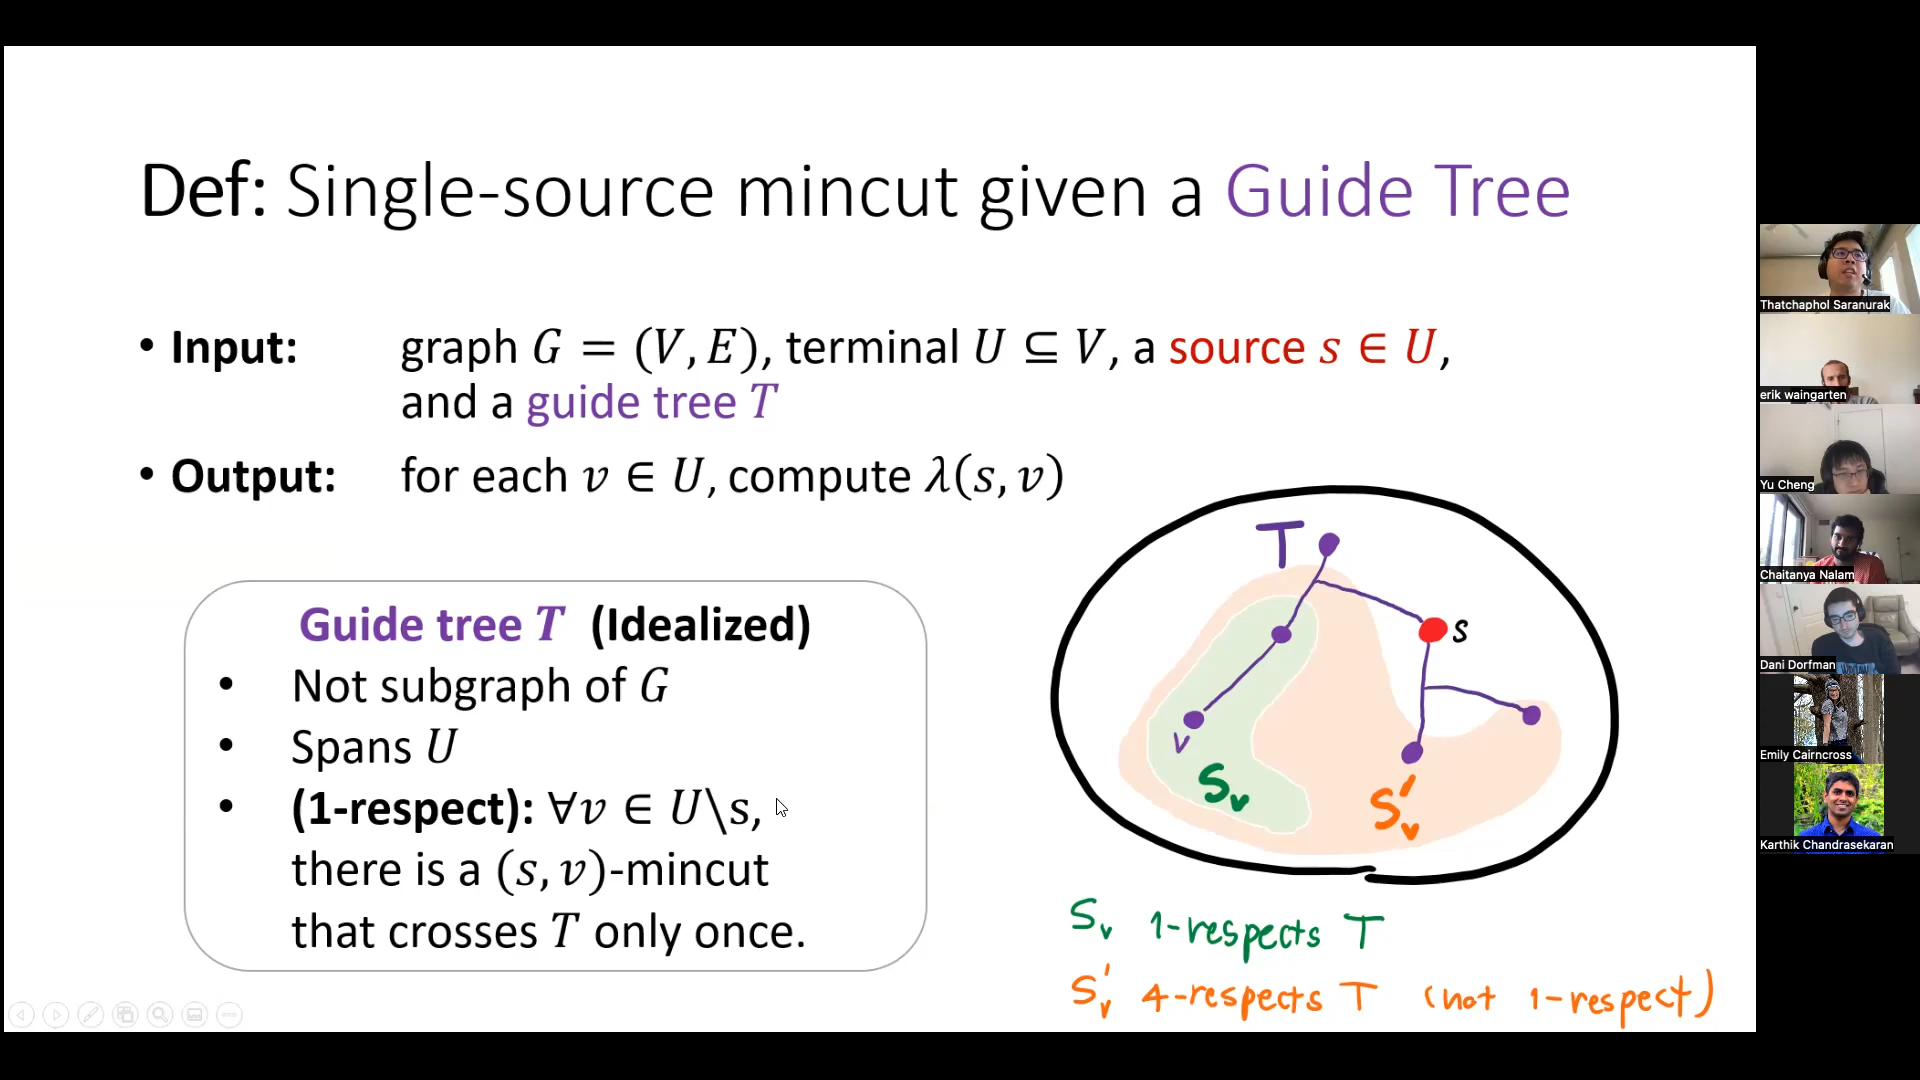 Def: Single-source mincut given a Guide Tree
• Input: graph G = (V, E), terminal U ⊆ V, a source s ∈ U,
and a guide tree T
• Output: for each v ∈ U, compute λ(s, v)
Guide tree T (Idealized)
• Not subgraph of G
• Spans U
• (1-respect): ∀v ∈ U\s,
there is a (s, v)-mincut
that crosses T only once.
T
s
v
Sv
S'v
Sv 1-respects T
S'v 4-respects T (not 1-respect)
Thatchaphol Saranurak
erik waingarten
Yu Cheng
Chaitanya Nalam
Dani Dorfman
Emily Cairncross
Karthik Chandrasekaran